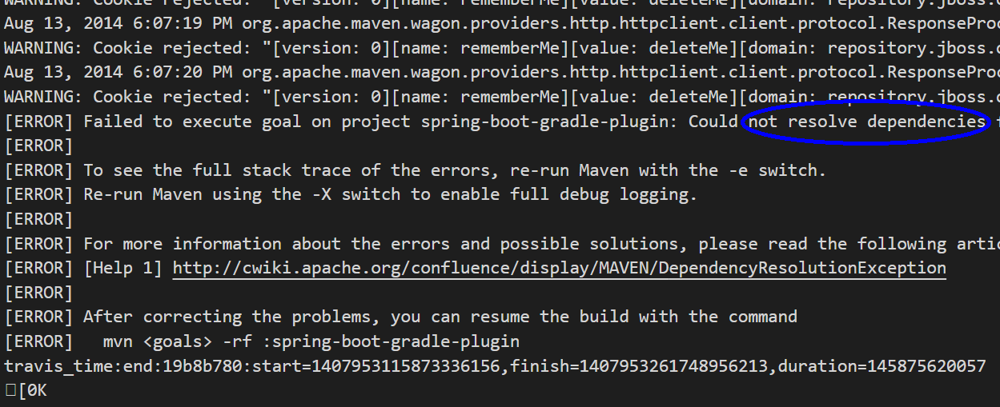 WARNING: Cookie rejected: "[version: 0][name: rememberMe][value: deleteMe][domain: repository.jboss.
Aug 13, 2014 6:07:19 PM org.apache.maven.wagon.providers.http.httpclient.client.protocol.ResponseProc
WARNING: Cookie rejected: "[version: 0][name: rememberMe][value: deleteMe][domain: repository.jboss.
Aug 13, 2014 6:07:20 PM org.apache.maven.wagon.providers.http.httpclient.client.protocol.ResponseProc
WARNING: Cookie rejected: "[version: 0][name: rememberMe][value: deleteMe][domain: repository.jboss.
[ERROR] Failed to execute goal on project spring-boot-gradle-plugin: Could not resolve dependencies
[ERROR]
[ERROR] To see the full stack trace of the errors, re-run Maven with the -e switch.
[ERROR] Re-run Maven using the -X switch to enable full debug logging.
[ERROR]
[ERROR] For more information about the errors and possible solutions, please read the following artic
[ERROR] [Help 1] http://cwiki.apache.org/confluence/display/MAVEN/DependencyResolutionException
[ERROR]
[ERROR] After correcting the problems, you can resume the build with the command
[ERROR]   mvn <goals> -rf :spring-boot-gradle-plugin
travis_time:end:19b8b780:start=1407953115873336156,finish=1407953261748956213,duration=145875620057
[0K